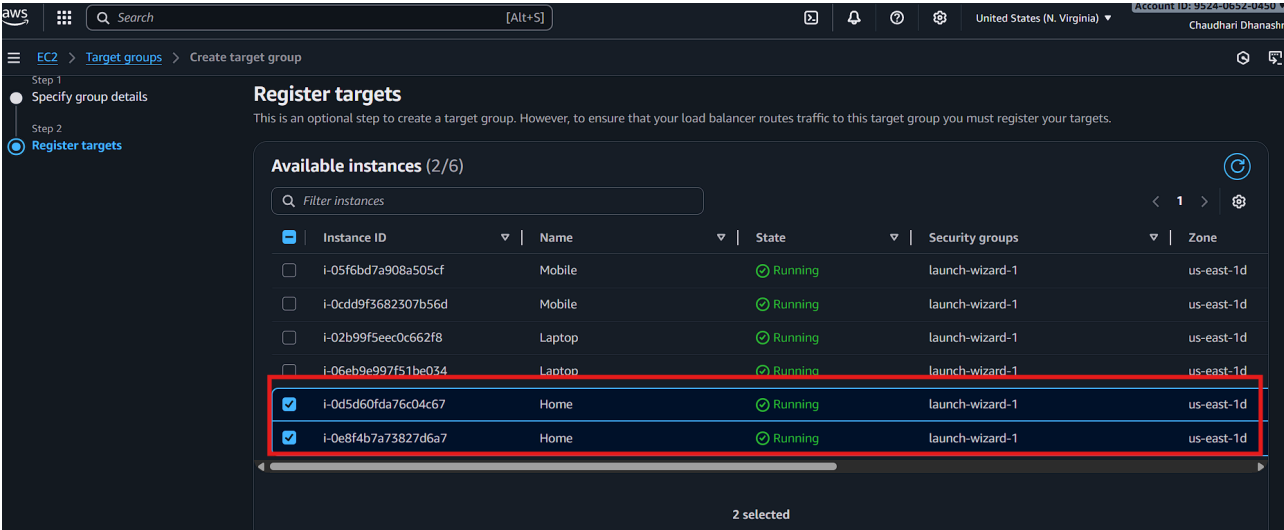 aws Search [Alt+S] United States (N. Virginia) ▼ Account ID: 9524-0652-0450
Chaudhari Dhanashr
EC2 > Target groups > Create target group
Step 1
Specify group details
Step 2
Register targets
Register targets
This is an optional step to create a target group. However, to ensure that your load balancer routes traffic to this target group you must register your targets.
Available instances (2/6)
Filter instances
< 1 >
Instance ID Name State Security groups Zone
i-05f6bd7a908a505cf Mobile Running launch-wizard-1 us-east-1d
i-0cdd9f3682307b56d Mobile Running launch-wizard-1 us-east-1d
i-02b99f5eec0c662f8 Laptop Running launch-wizard-1 us-east-1d
i-06eb9e997f51be034 Laptop Running launch-wizard-1 us-east-1d
i-0d5d60fda76c04c67 Home Running launch-wizard-1 us-east-1d
i-0e8f4b7a73827d6a7 Home Running launch-wizard-1 us-east-1d
2 selected